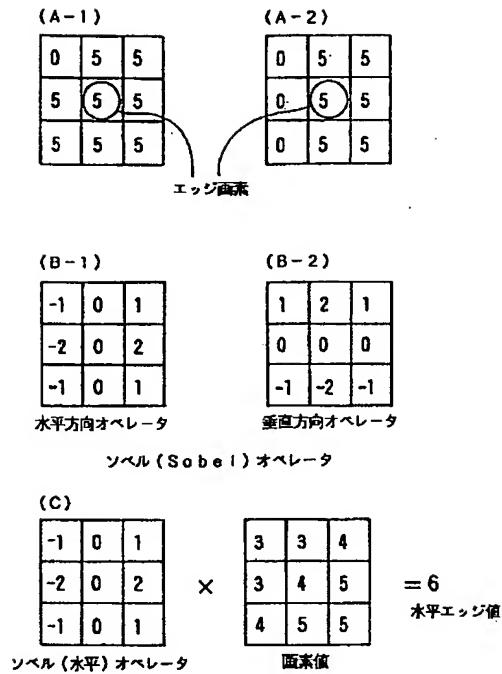 (A-1) (A-2)
0 5 5 0 5 5
5 5 5 0 5 5
5 5 5 0 5 5
エッジ画素
(B-1) (B-2)
-1 0 1 1 2 1
-2 0 2 0 0 0
-1 0 1 -1 -2 -1
水平方向オペレータ 垂直方向オペレータ
ソベル(Sobel)オペレータ
(C)
-1 0 1 3 3 4
-2 0 2 × 3 4 5 =6
-1 0 1 4 5 5 水平エッジ値
ソベル(水平)オペレータ 画素値